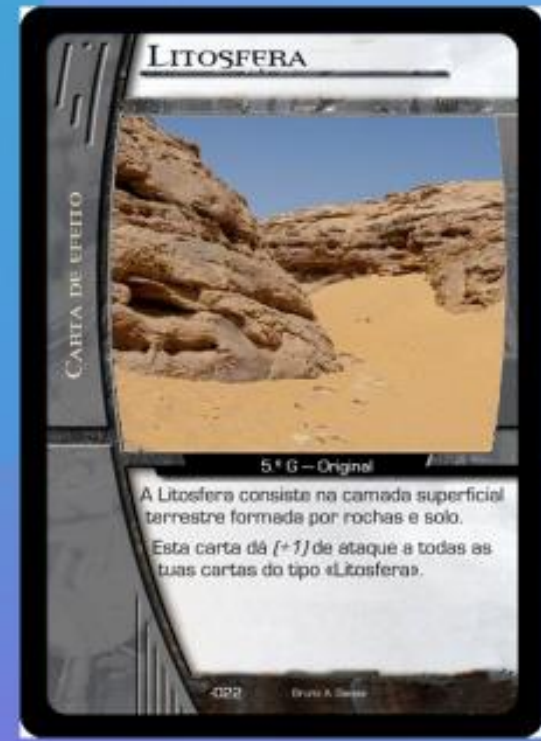 LITOSFERA
CARTA DE EFEITO
5.ª G — Original
A Litosfera consiste na camada superficial
terrestre formada por rochas e solo.
Esta carta dá [+1] de ataque a todas as
tuas cartas do tipo «Litosfera».
-022
Bruno A.